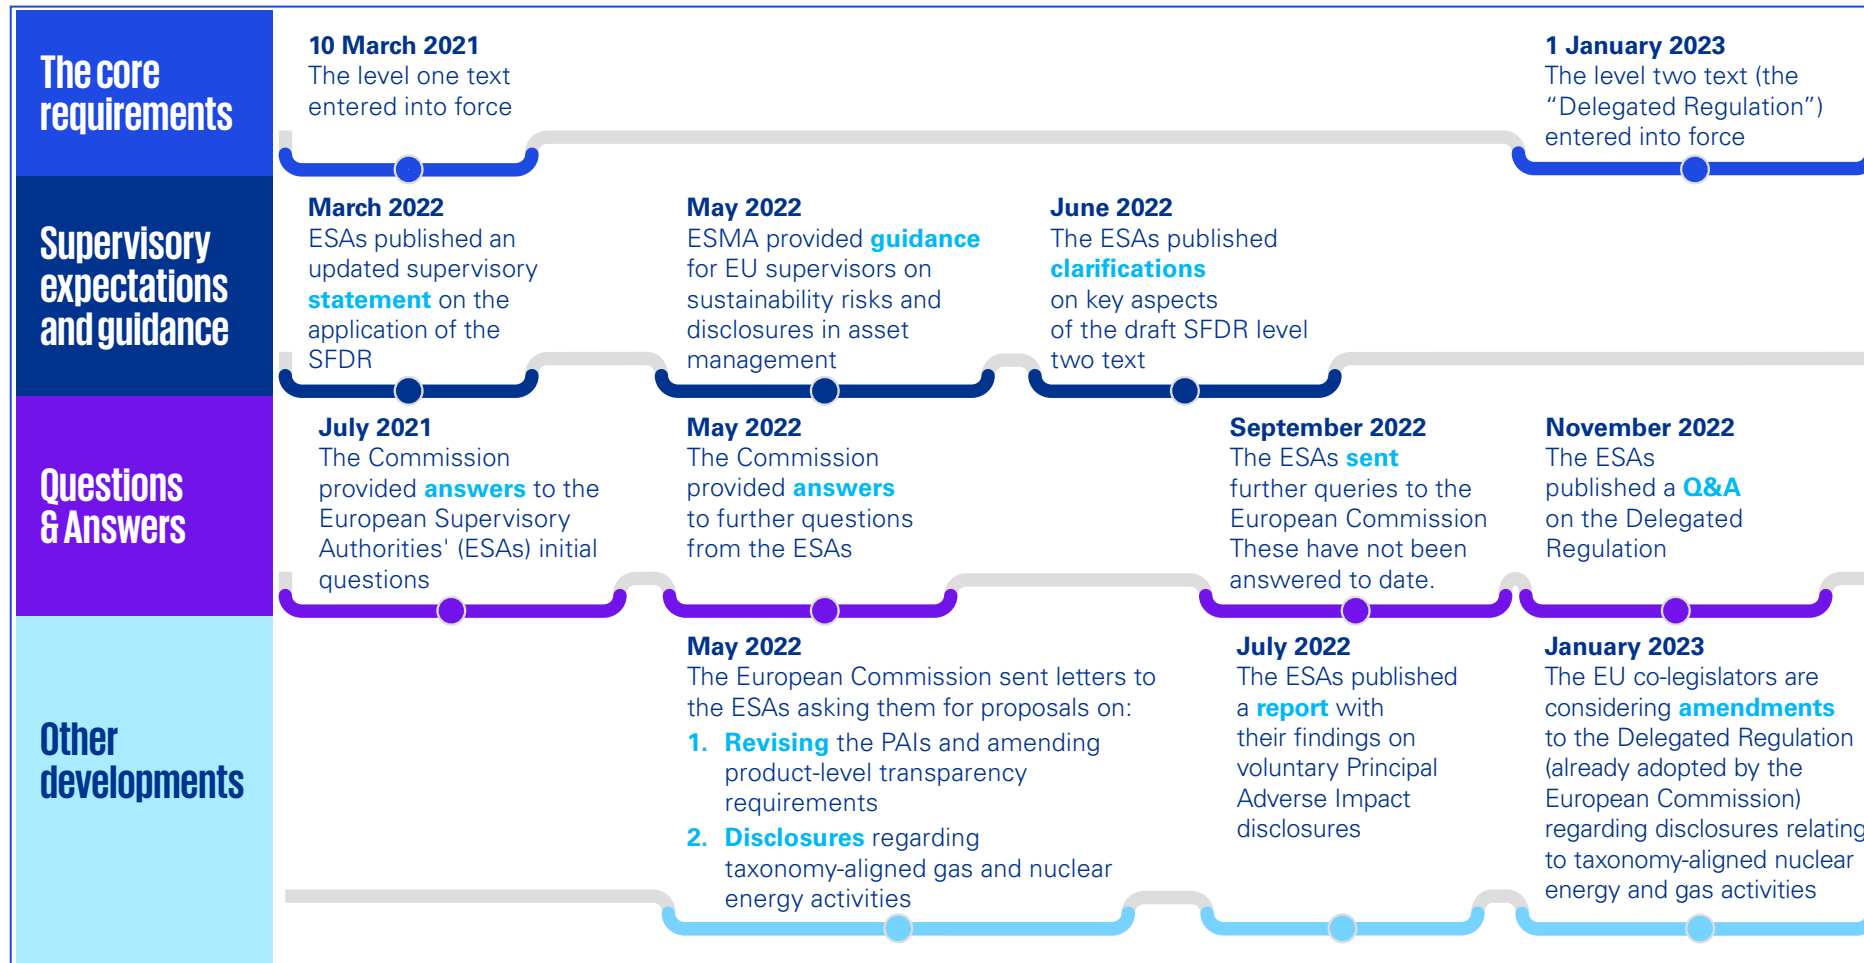 The core
requirements
10 March 2021
The level one text
entered into force
1 January 2023
The level two text (the
“Delegated Regulation”)
entered into force
Supervisory
expectations
and guidance
March 2022
ESAs published an
updated supervisory
statement on the
application of the
SFDR
May 2022
ESMA provided guidance
for EU supervisors on
sustainability risks and
disclosures in asset
management
June 2022
The ESAs published
clarifications
on key aspects
of the draft SFDR level
two text
Questions
& Answers
July 2021
The Commission
provided answers to the
European Supervisory
Authorities' (ESAs) initial
questions
May 2022
The Commission
provided answers
to further questions
from the ESAs
September 2022
The ESAs sent
further queries to the
European Commission
These have not been
answered to date.
November 2022
The ESAs
published a Q&A
on the Delegated
Regulation
Other
developments
May 2022
The European Commission sent letters to
the ESAs asking them for proposals on:
1. Revising the PAIs and amending
product-level transparency
requirements
2. Disclosures regarding
taxonomy-aligned gas and nuclear
energy activities
July 2022
The ESAs published
a report with
their findings on
voluntary Principal
Adverse Impact
disclosures
January 2023
The EU co-legislators are
considering amendments
to the Delegated Regulation
(already adopted by the
European Commission)
regarding disclosures relating
to taxonomy-aligned nuclear
energy and gas activities